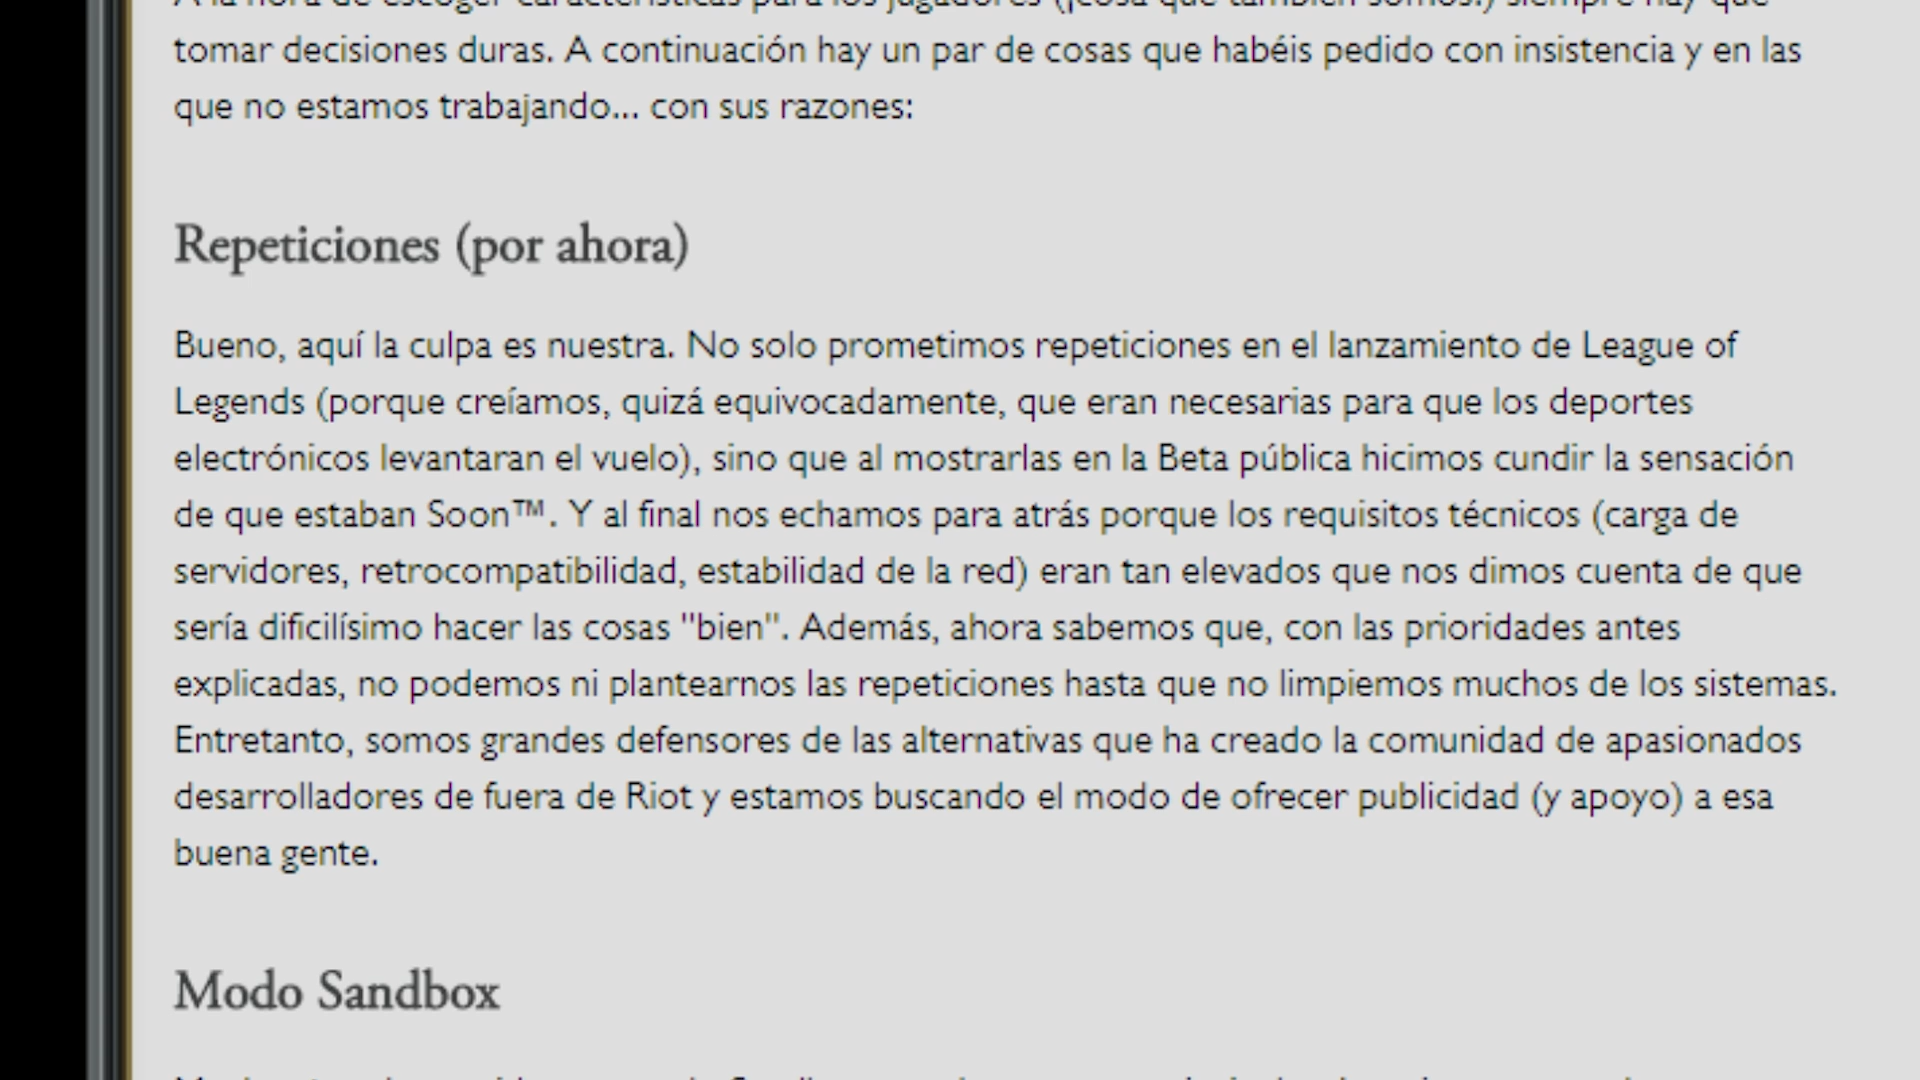 A la hora de escoger características para los jugadores (¡cosa que también somos!) siempre hay que
tomar decisiones duras. A continuación hay un par de cosas que habéis pedido con insistencia y en las
que no estamos trabajando... con sus razones:
Repeticiones (por ahora)
Bueno, aquí la culpa es nuestra. No solo prometimos repeticiones en el lanzamiento de League of
Legends (porque creíamos, quizá equivocadamente, que eran necesarias para que los deportes
electrónicos levantaran el vuelo), sino que al mostrarlas en la Beta pública hicimos cundir la sensación
de que estaban Soon™. Y al final nos echamos para atrás porque los requisitos técnicos (carga de
servidores, retrocompatibilidad, estabilidad de la red) eran tan elevados que nos dimos cuenta de que
sería dificilísimo hacer las cosas "bien". Además, ahora sabemos que, con las prioridades antes
explicadas, no podemos ni plantearnos las repeticiones hasta que no limpiemos muchos de los sistemas.
Entretanto, somos grandes defensores de las alternativas que ha creado la comunidad de apasionados
desarrolladores de fuera de Riot y estamos buscando el modo de ofrecer publicidad (y apoyo) a esa
buena gente.
Modo Sandbox